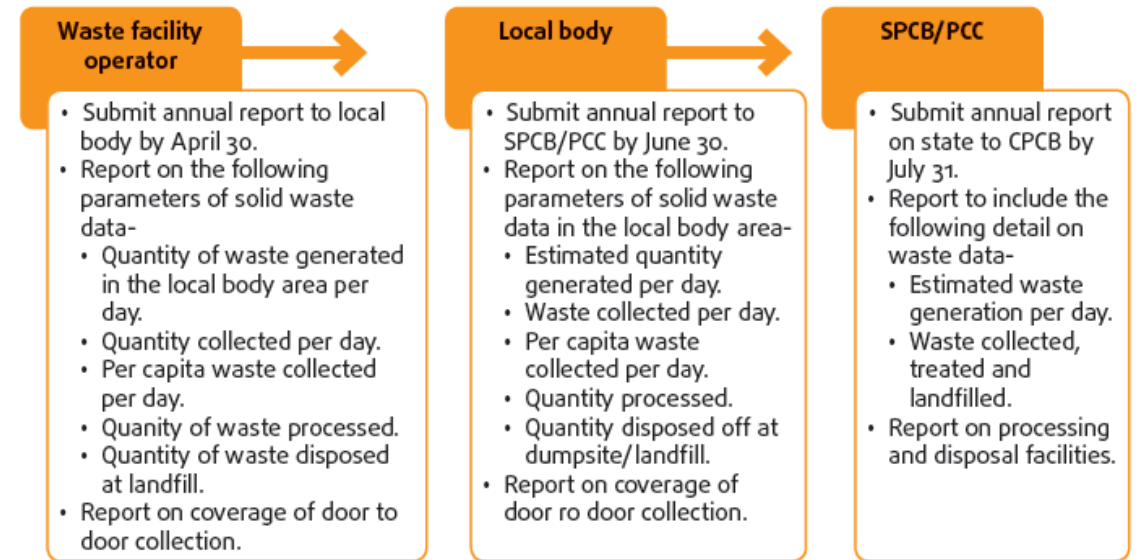 Waste facility
operator
• Submit annual report to local
body by April 30.
• Report on the following
parameters of solid waste
data-
• Quantity of waste generated
in the local body area per
day.
• Quantity collected per day.
• Per capita waste collected
per day.
• Quanity of waste processed.
• Quantity of waste disposed
at landfill.
• Report on coverage of door to
door collection.
Local body
• Submit annual report to
SPCB/PCC by June 30.
• Report on the following
parameters of solid waste
data in the local body area-
• Estimated quantity
generated per day.
• Waste collected per day.
• Per capita waste
collected per day.
• Quantity processed.
• Quantity disposed off at
dumpsite/landfill.
• Report on coverage of
door ro door collection.
SPCB/PCC
• Submit annual report
on state to CPCB by
July 31.
• Report to include the
following detail on
waste data-
• Estimated waste
generation per day.
• Waste collected,
treated and
landfilled.
• Report on processing
and disposal facilities.